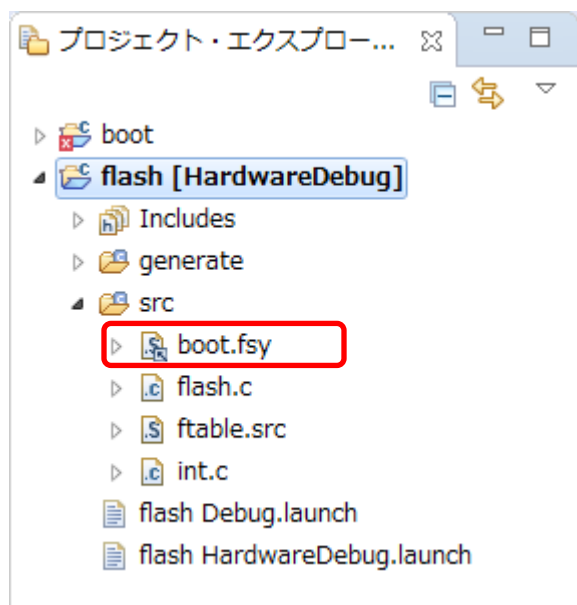 プロジェクト・エクスプロー...
boot
flash [HardwareDebug]
Includes
generate
src
boot.fsy
flash.c
ftable.src
int.c
flash Debug.launch
flash HardwareDebug.launch